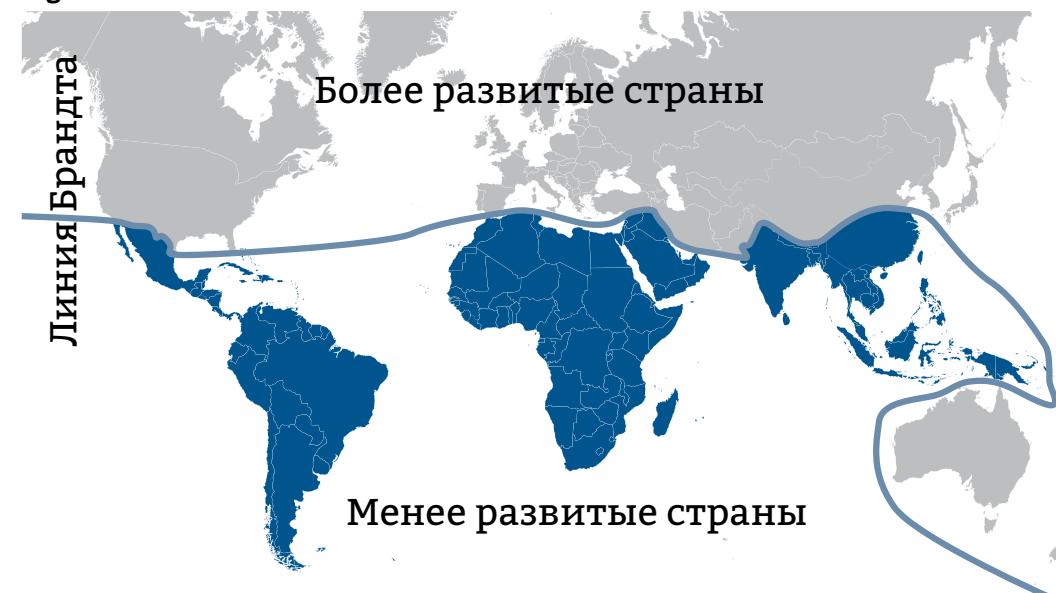 Более развитые страны
Линия Брандта
Менее развитые страны